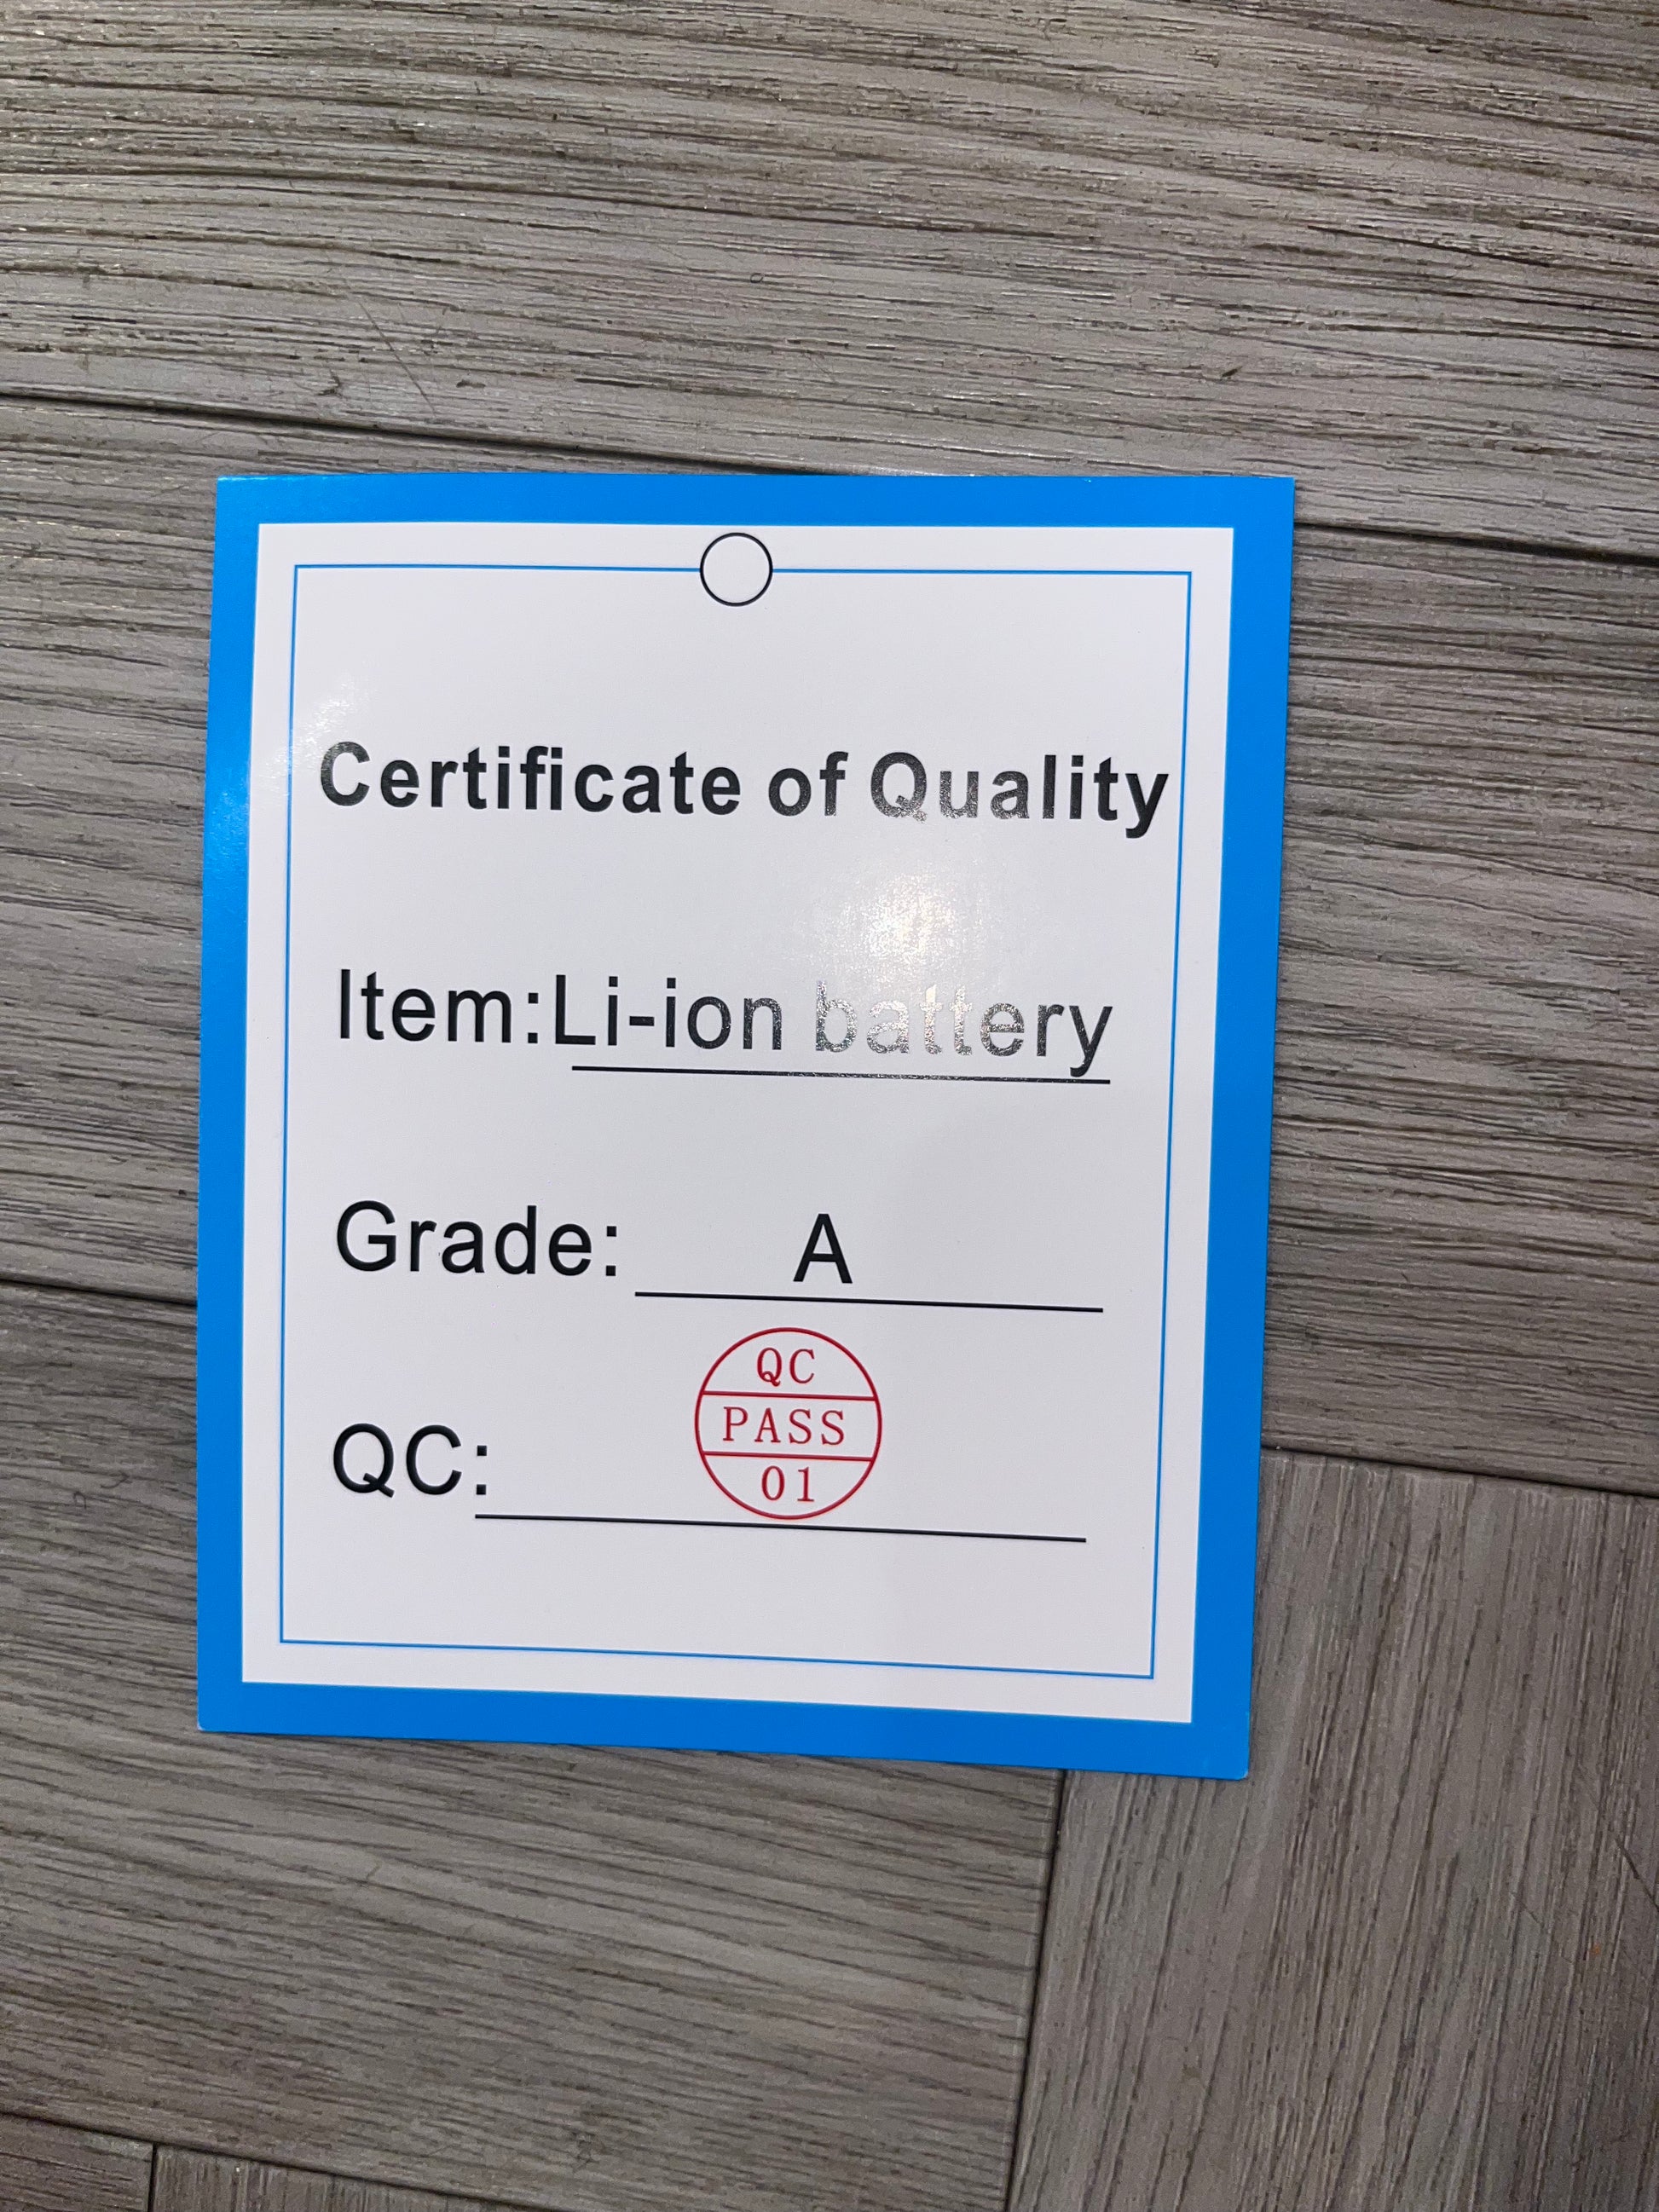 Certificate of Quality
Item:Li-ion battery
Grade: A
QC
PASS
01
QC: